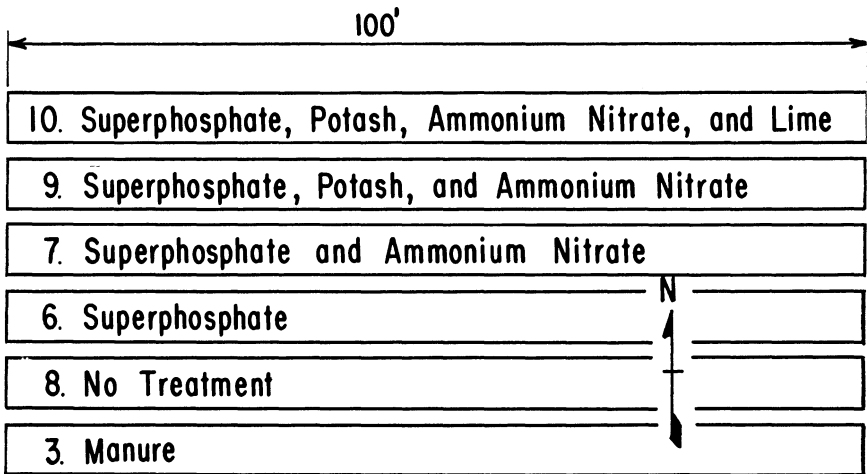 100'
10. Superphosphate, Potash, Ammonium Nitrate, and Lime
9. Superphosphate, Potash, and Ammonium Nitrate
7. Superphosphate and Ammonium Nitrate
N
6. Superphosphate
8. No Treatment
3. Manure